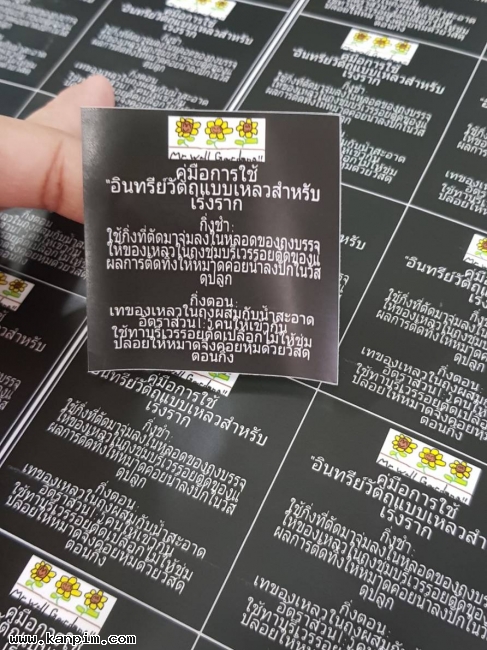 Mr. Wall Gardens"
คู่มือการใช้
"อินทรีย์วัตถุแบบเหลวสำหรับ
เร่งราก
กิ่งชำ :
ใช้กิ่งที่ตัดมาจุ่มลงในหลอดของถุงบรรจุ
ให้ของเหลวในถุงชุ่มบริเวรรอยตัดของแ
ผลการตัดทิ้งให้หมาดค่อยนำลงปักในวัส
ดุปลูก
กิ่งตอน :
เทของเหลวในถุงผสมกับน้ำสะอาด
อัตราส่วน1:1คนให้เข้ากัน
ใช้ทาบริเวรรอยตัดเปลือกไม้ให้ชุ่ม
ปล่อยให้หมาดจึงค่อยหุ้มด้วยวัสดุ
ตอนกิ่ง
www.kanpim.com